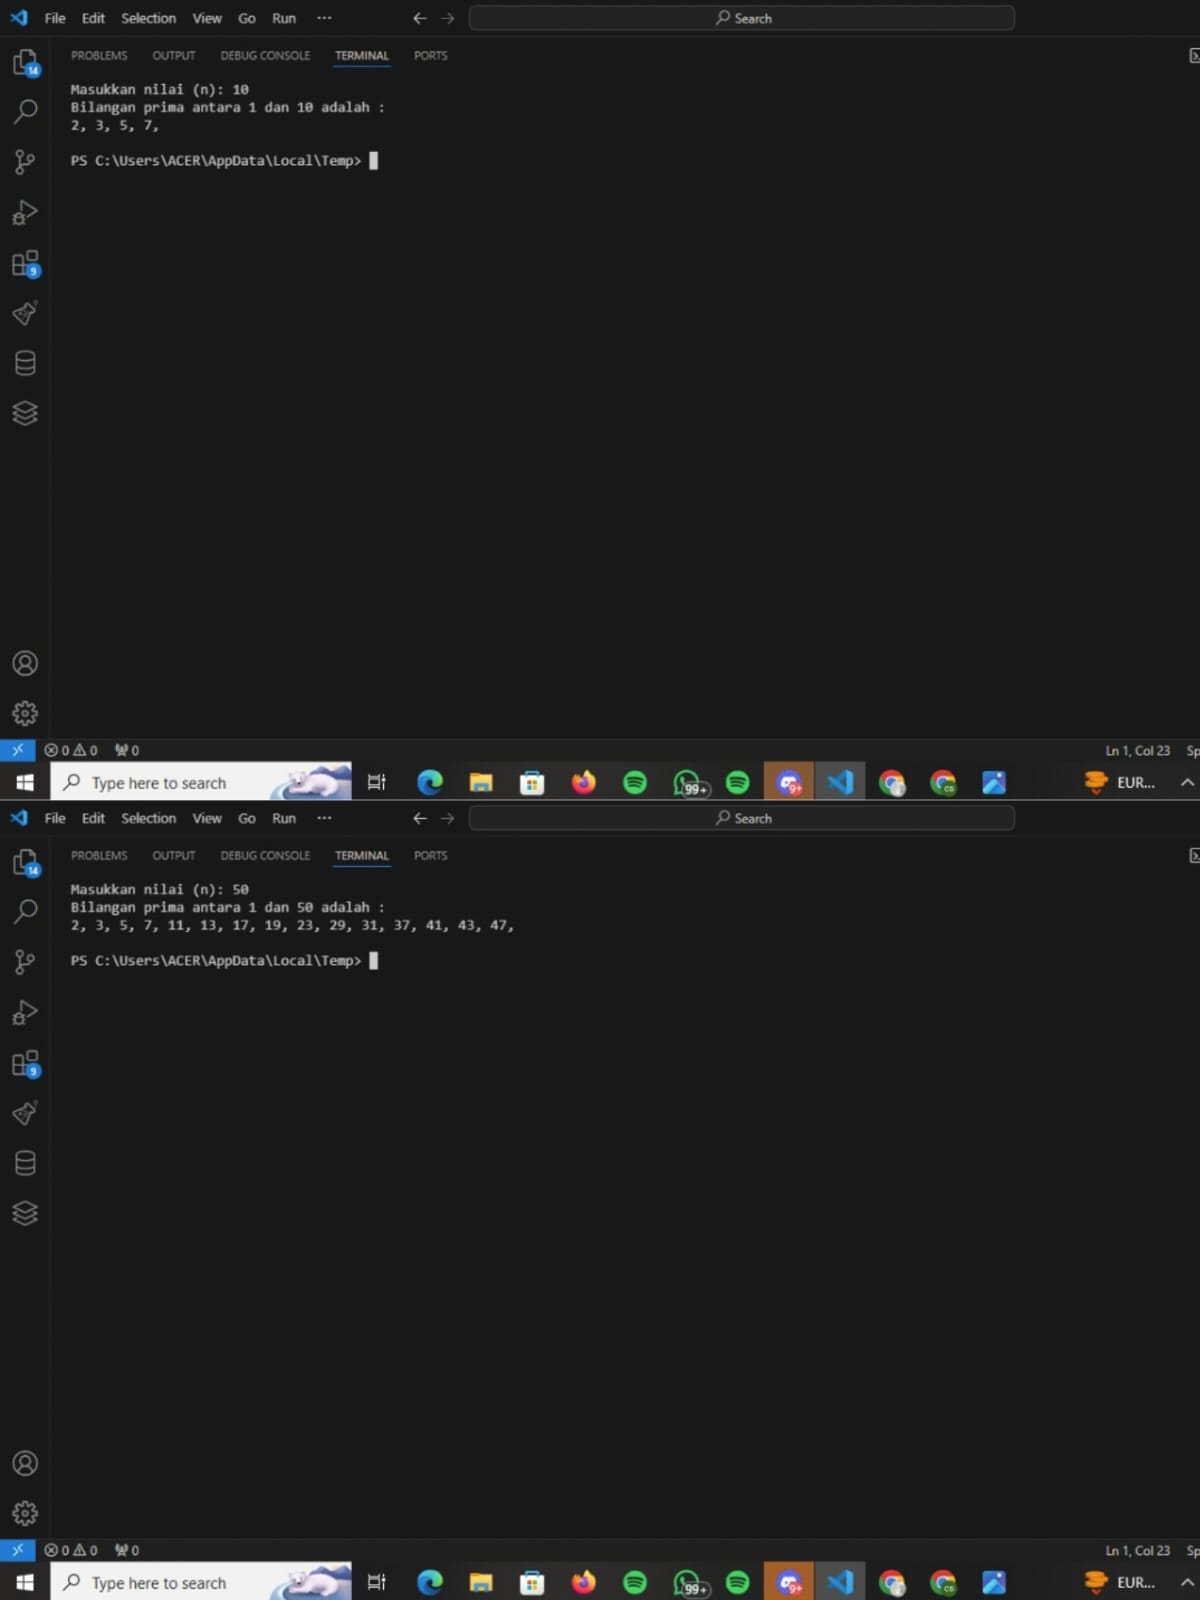 File Edit Selection View Go Run ··· Search
PROBLEMS OUTPUT DEBUG CONSOLE TERMINAL PORTS
Masukkan nilai (n): 10
Bilangan prima antara 1 dan 10 adalah :
2, 3, 5, 7,
PS C:\Users\ACER\AppData\Local\Temp>
14
9
0 0 0 Ln 1, Col 23 Sp
Type here to search 99+ 9+ CS EUR...
File Edit Selection View Go Run ··· Search
PROBLEMS OUTPUT DEBUG CONSOLE TERMINAL PORTS
Masukkan nilai (n): 50
Bilangan prima antara 1 dan 50 adalah :
2, 3, 5, 7, 11, 13, 17, 19, 23, 29, 31, 37, 41, 43, 47,
PS C:\Users\ACER\AppData\Local\Temp>
14
9
0 0 0 Ln 1, Col 23 Sp
Type here to search 99+ 9+ CS EUR...